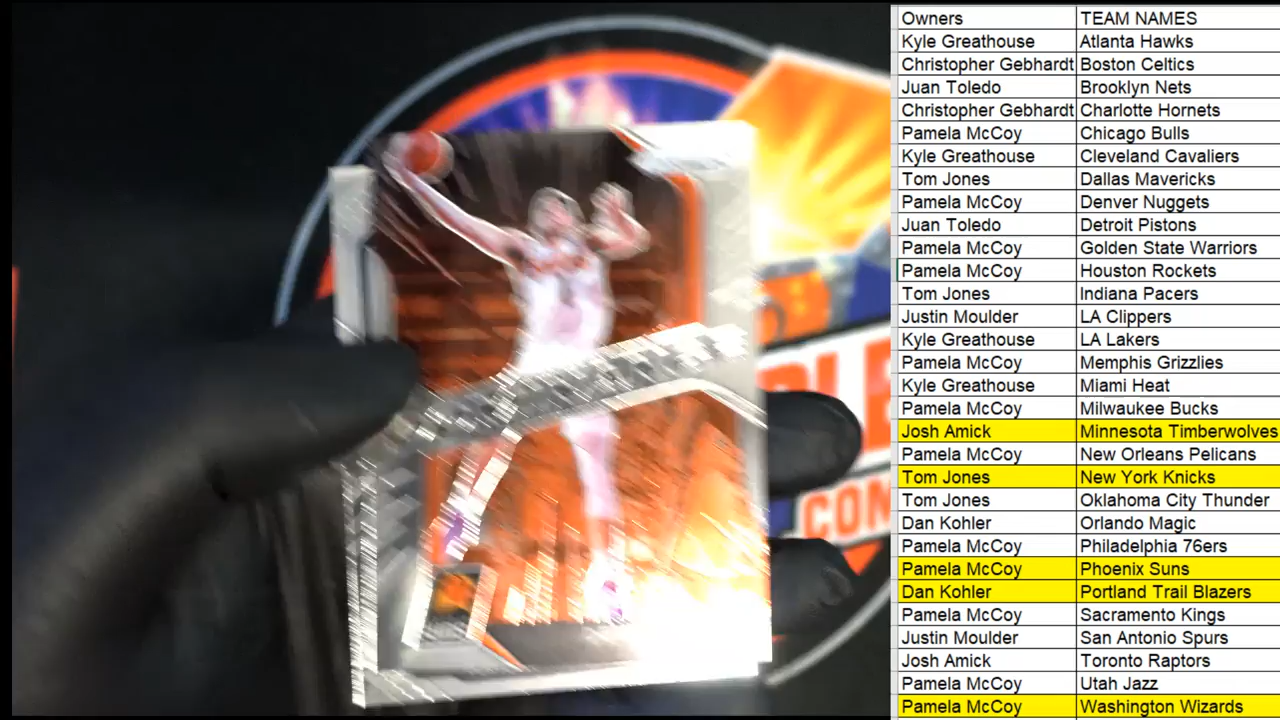 Owners TEAM NAMES
Kyle Greathouse Atlanta Hawks
Christopher Gebhardt Boston Celtics
Juan Toledo Brooklyn Nets
Christopher Gebhardt Charlotte Hornets
Pamela McCoy Chicago Bulls
Kyle Greathouse Cleveland Cavaliers
Tom Jones Dallas Mavericks
Pamela McCoy Denver Nuggets
Juan Toledo Detroit Pistons
Pamela McCoy Golden State Warriors
Pamela McCoy Houston Rockets
Tom Jones Indiana Pacers
Justin Moulder LA Clippers
Kyle Greathouse LA Lakers
Pamela McCoy Memphis Grizzlies
Kyle Greathouse Miami Heat
Pamela McCoy Milwaukee Bucks
Josh Amick Minnesota Timberwolves
Pamela McCoy New Orleans Pelicans
Tom Jones New York Knicks
Tom Jones Oklahoma City Thunder
Dan Kohler Orlando Magic
Pamela McCoy Philadelphia 76ers
Pamela McCoy Phoenix Suns
Dan Kohler Portland Trail Blazers
Pamela McCoy Sacramento Kings
Justin Moulder San Antonio Spurs
Josh Amick Toronto Raptors
Pamela McCoy Utah Jazz
Pamela McCoy Washington Wizards